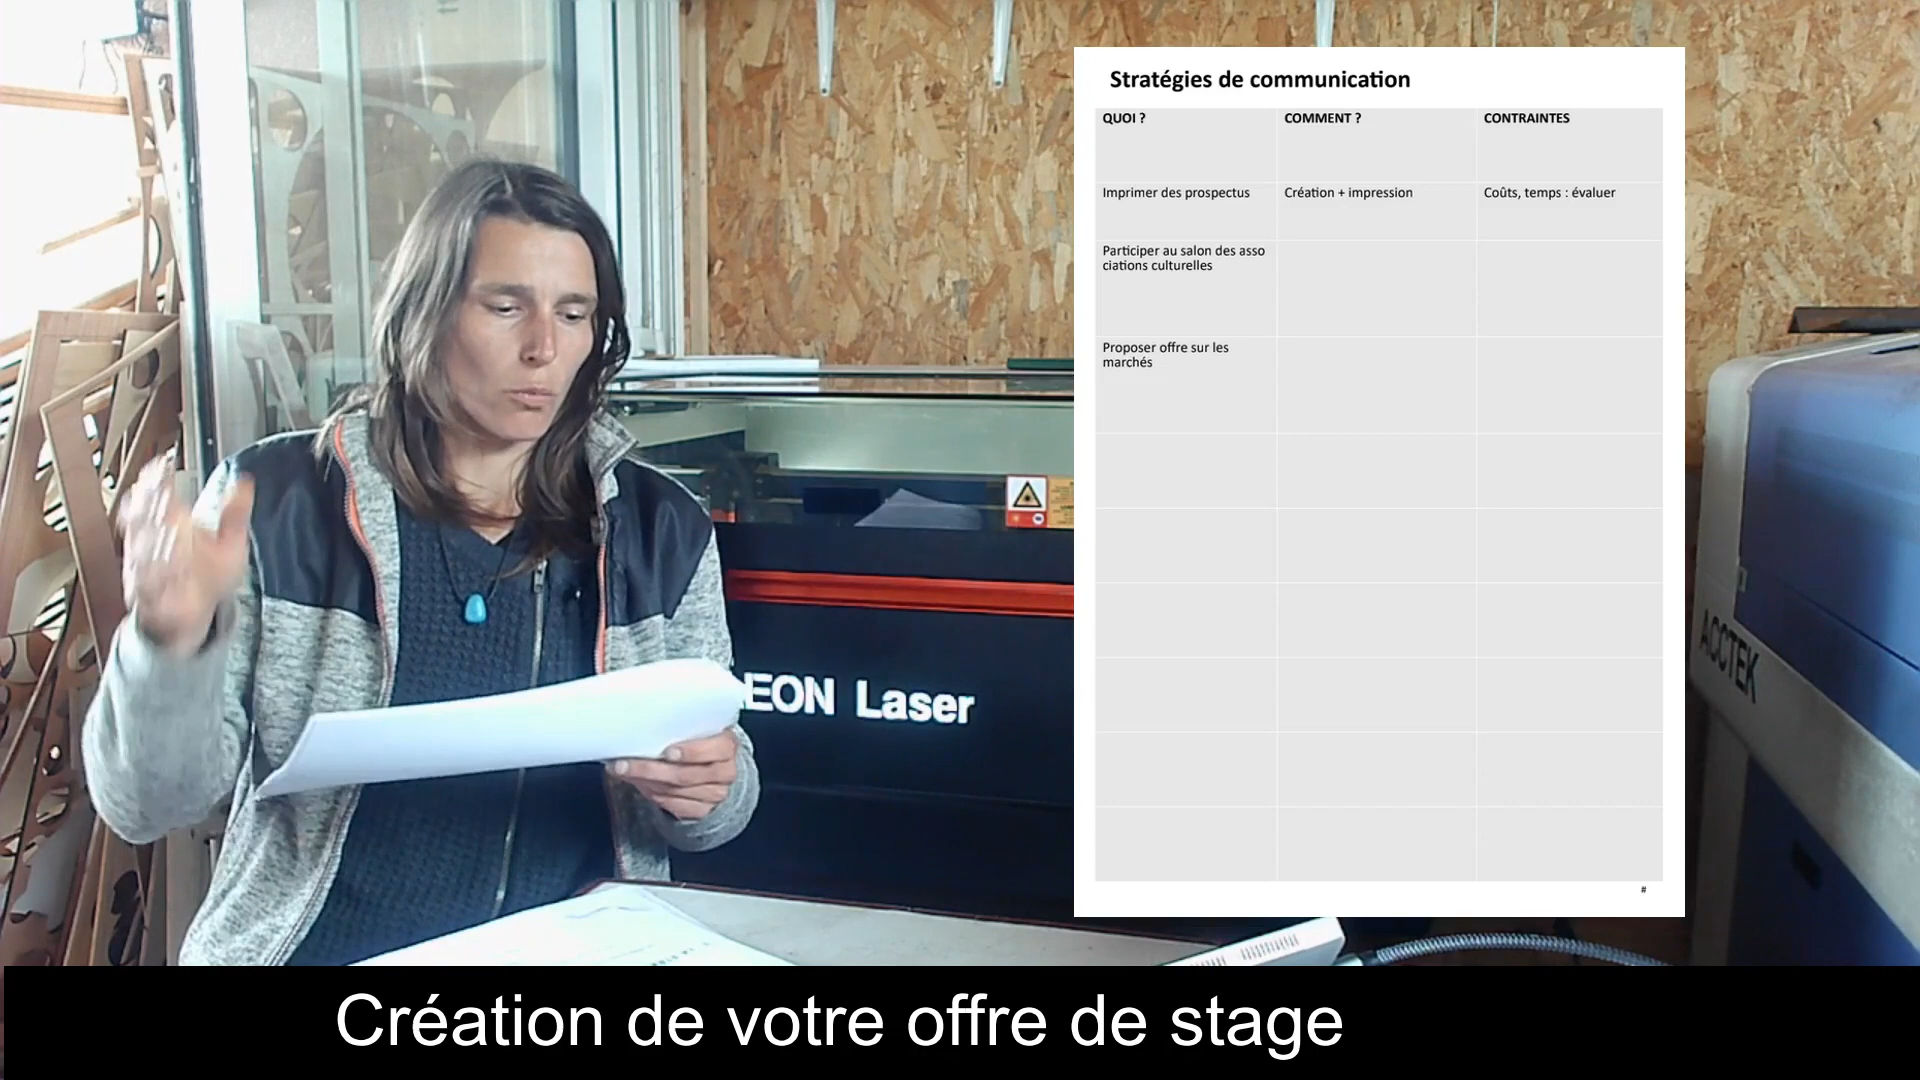 Stratégies de communication
QUOI ?
COMMENT ?
CONTRAINTES
Imprimer des prospectus
Création + impression
Coûts, temps : évaluer
Participer au salon des asso
ciations culturelles
Proposer offre sur les
marchés
#
EON Laser
ACCTEK
Création de votre offre de stage